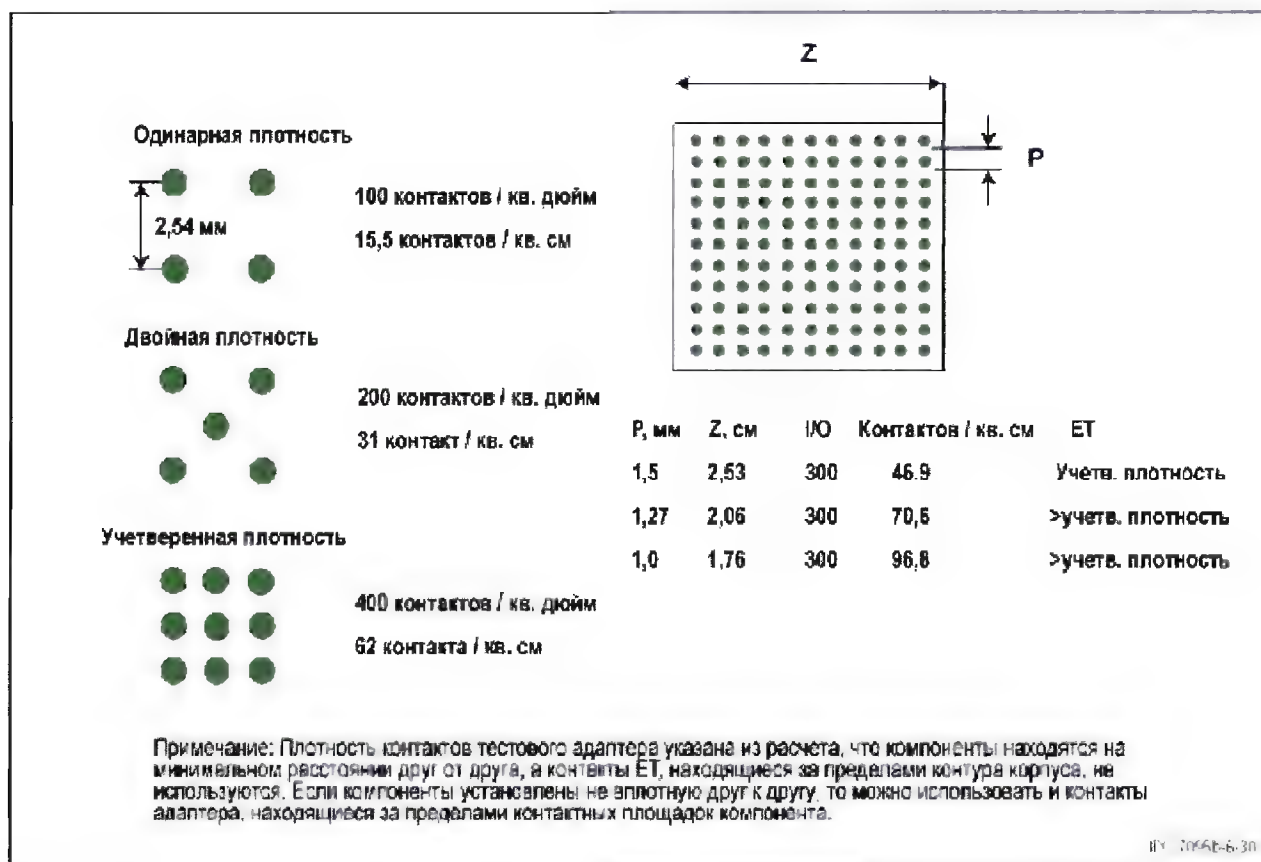 Одинарная плотность
2,54 мм
100 контактов / кв. дюйм
15,5 контактов / кв. см
Двойная плотность
200 контактов / кв. дюйм
31 контакт / кв. см
Учетверенная плотность
400 контактов / кв. дюйм
62 контакта / кв. см
Z
P
P, мм Z, см I/O Контактов / кв. см ET
1,5 2,53 300 46.9 Учетв. плотность
1,27 2,06 300 70,6 >учетв. плотность
1,0 1,76 300 96,8 >учетв. плотность
Примечание: Плотность контактов тестового адаптера указана из расчета, что компоненты находятся на
минимальном расстоянии друг от друга, а контакты ET, находящиеся за пределами контура корпуса, не
используются. Если компоненты установлены не вплотную друг к другу, то можно использовать и контакты
адаптера, находящиеся за пределами контактных площадок компонента.